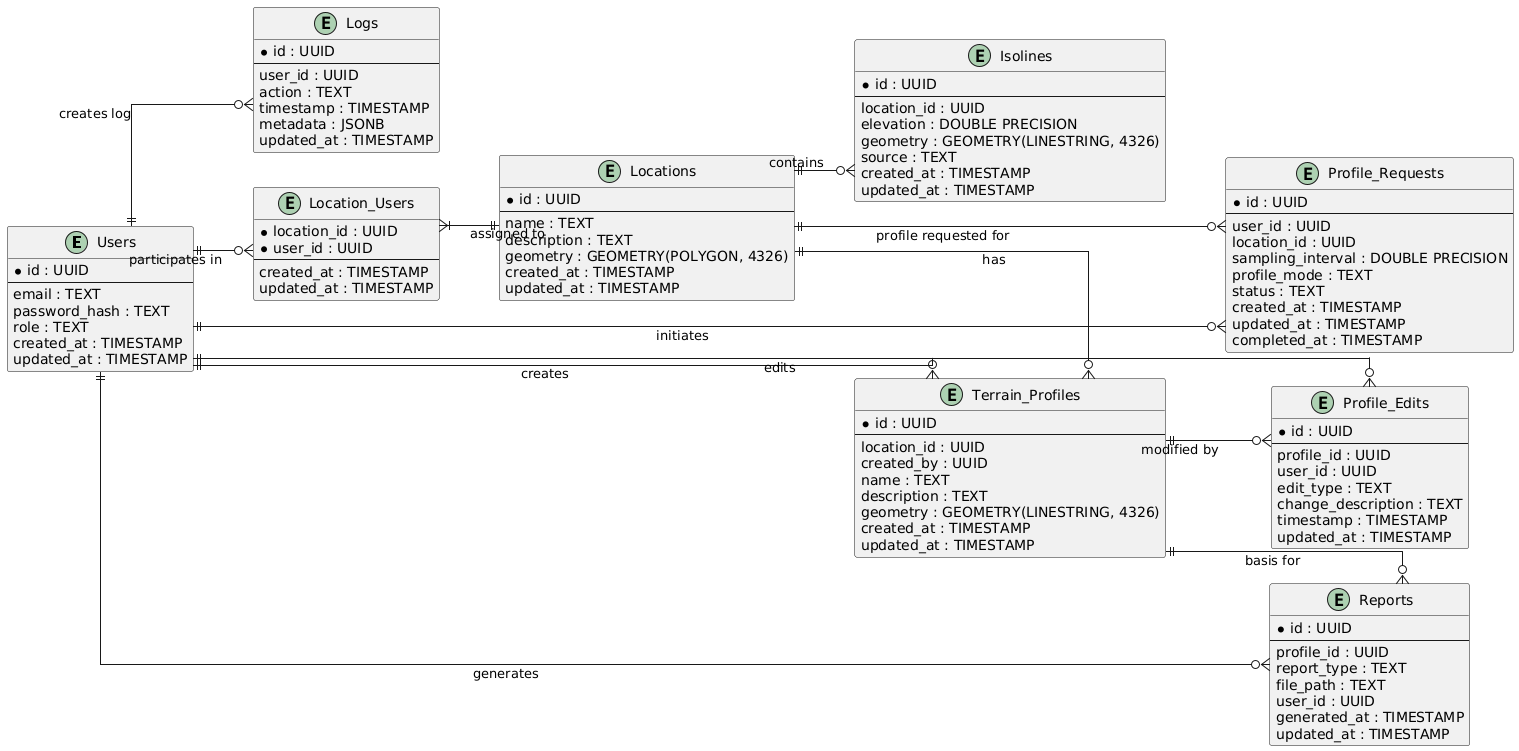 E Logs
* id : UUID
user_id : UUID
action : TEXT
timestamp : TIMESTAMP
metadata : JSONB
updated_at : TIMESTAMP
creates log
E Isolines
* id : UUID
location_id : UUID
elevation : DOUBLE PRECISION
geometry : GEOMETRY(LINESTRING, 4326)
source : TEXT
created_at : TIMESTAMP
updated_at : TIMESTAMP
contains
E Locations
* id : UUID
name : TEXT
description : TEXT
geometry : GEOMETRY(POLYGON, 4326)
created_at : TIMESTAMP
updated_at : TIMESTAMP
E Location_Users
* location_id : UUID
* user_id : UUID
created_at : TIMESTAMP
updated_at : TIMESTAMP
assigned to
E Users
* id : UUID
email : TEXT
password_hash : TEXT
role : TEXT
created_at : TIMESTAMP
updated_at : TIMESTAMP
participates in
E Profile_Requests
* id : UUID
user_id : UUID
location_id : UUID
sampling_interval : DOUBLE PRECISION
profile_mode : TEXT
status : TEXT
created_at : TIMESTAMP
updated_at : TIMESTAMP
completed_at : TIMESTAMP
profile requested for
has
initiates
creates
edits
E Terrain_Profiles
* id : UUID
location_id : UUID
created_by : UUID
name : TEXT
description : TEXT
geometry : GEOMETRY(LINESTRING, 4326)
created_at : TIMESTAMP
updated_at : TIMESTAMP
modified by
E Profile_Edits
* id : UUID
profile_id : UUID
user_id : UUID
edit_type : TEXT
change_description : TEXT
timestamp : TIMESTAMP
updated_at : TIMESTAMP
basis for
E Reports
* id : UUID
profile_id : UUID
report_type : TEXT
file_path : TEXT
user_id : UUID
generated_at : TIMESTAMP
updated_at : TIMESTAMP
generates